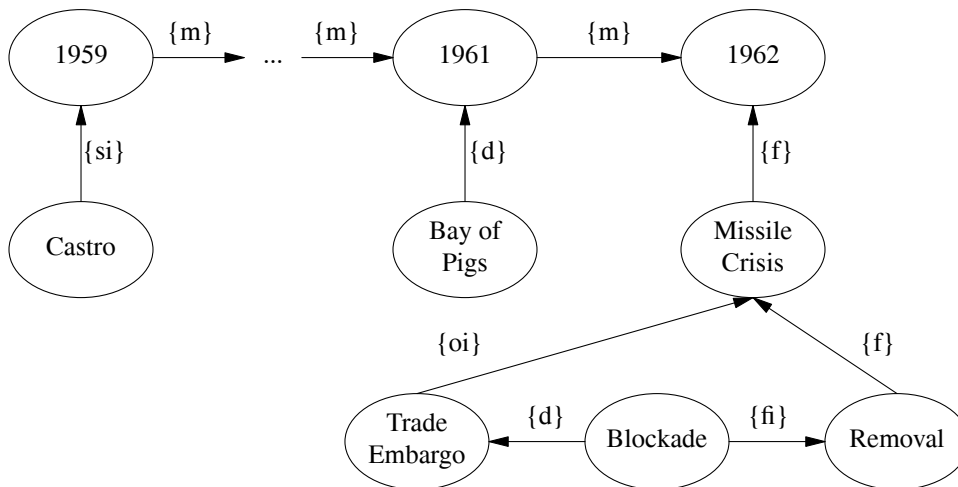 {m}
{m}
{m}
1959
...
1961
1962
{si}
{d}
{f}
Castro
Bay of
Pigs
Missile
Crisis
{oi}
{f}
Trade
Embargo
{d}
Blockade
{fi}
Removal